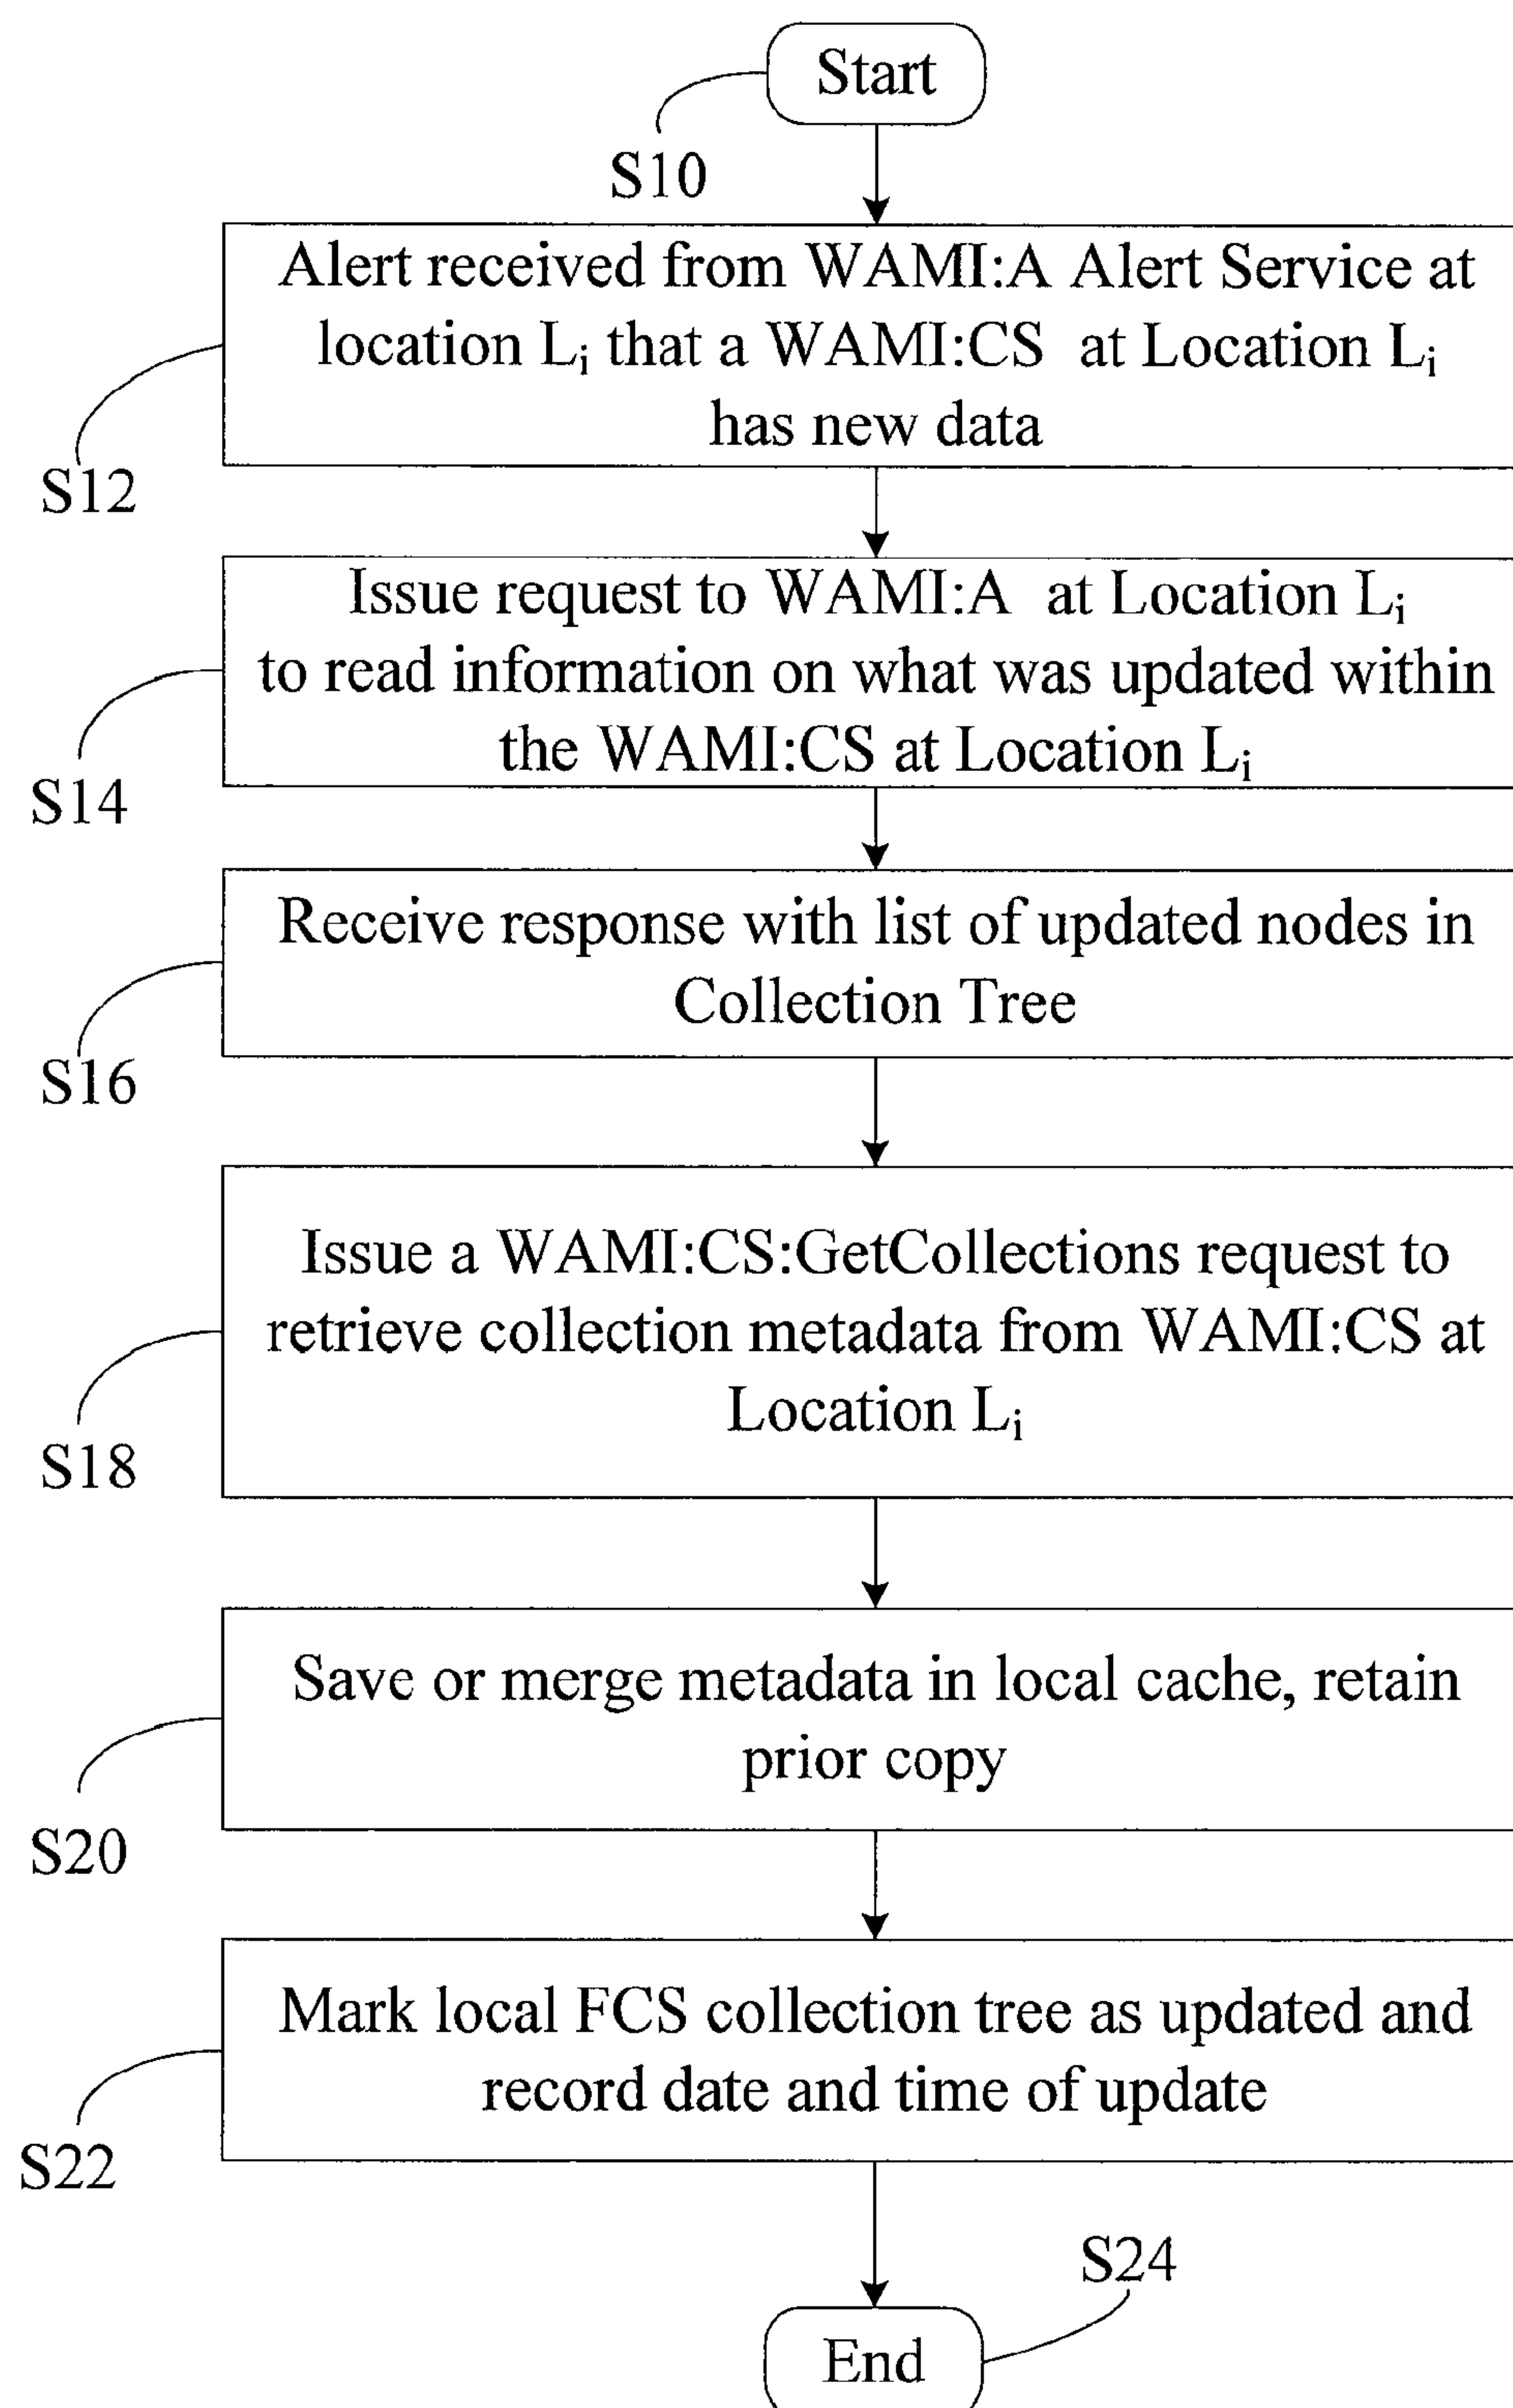 Start
S10
Alert received from WAMI:A Alert Service at
location Li that a WAMI:CS at Location Li
has new data
S12
Issue request to WAMI:A at Location Li
to read information on what was updated within
the WAMI:CS at Location Li
S14
Receive response with list of updated nodes in
Collection Tree
S16
Issue a WAMI:CS:GetCollections request to
retrieve collection metadata from WAMI:CS at
Location Li
S18
Save or merge metadata in local cache, retain
prior copy
S20
Mark local FCS collection tree as updated and
record date and time of update
S22
S24
End